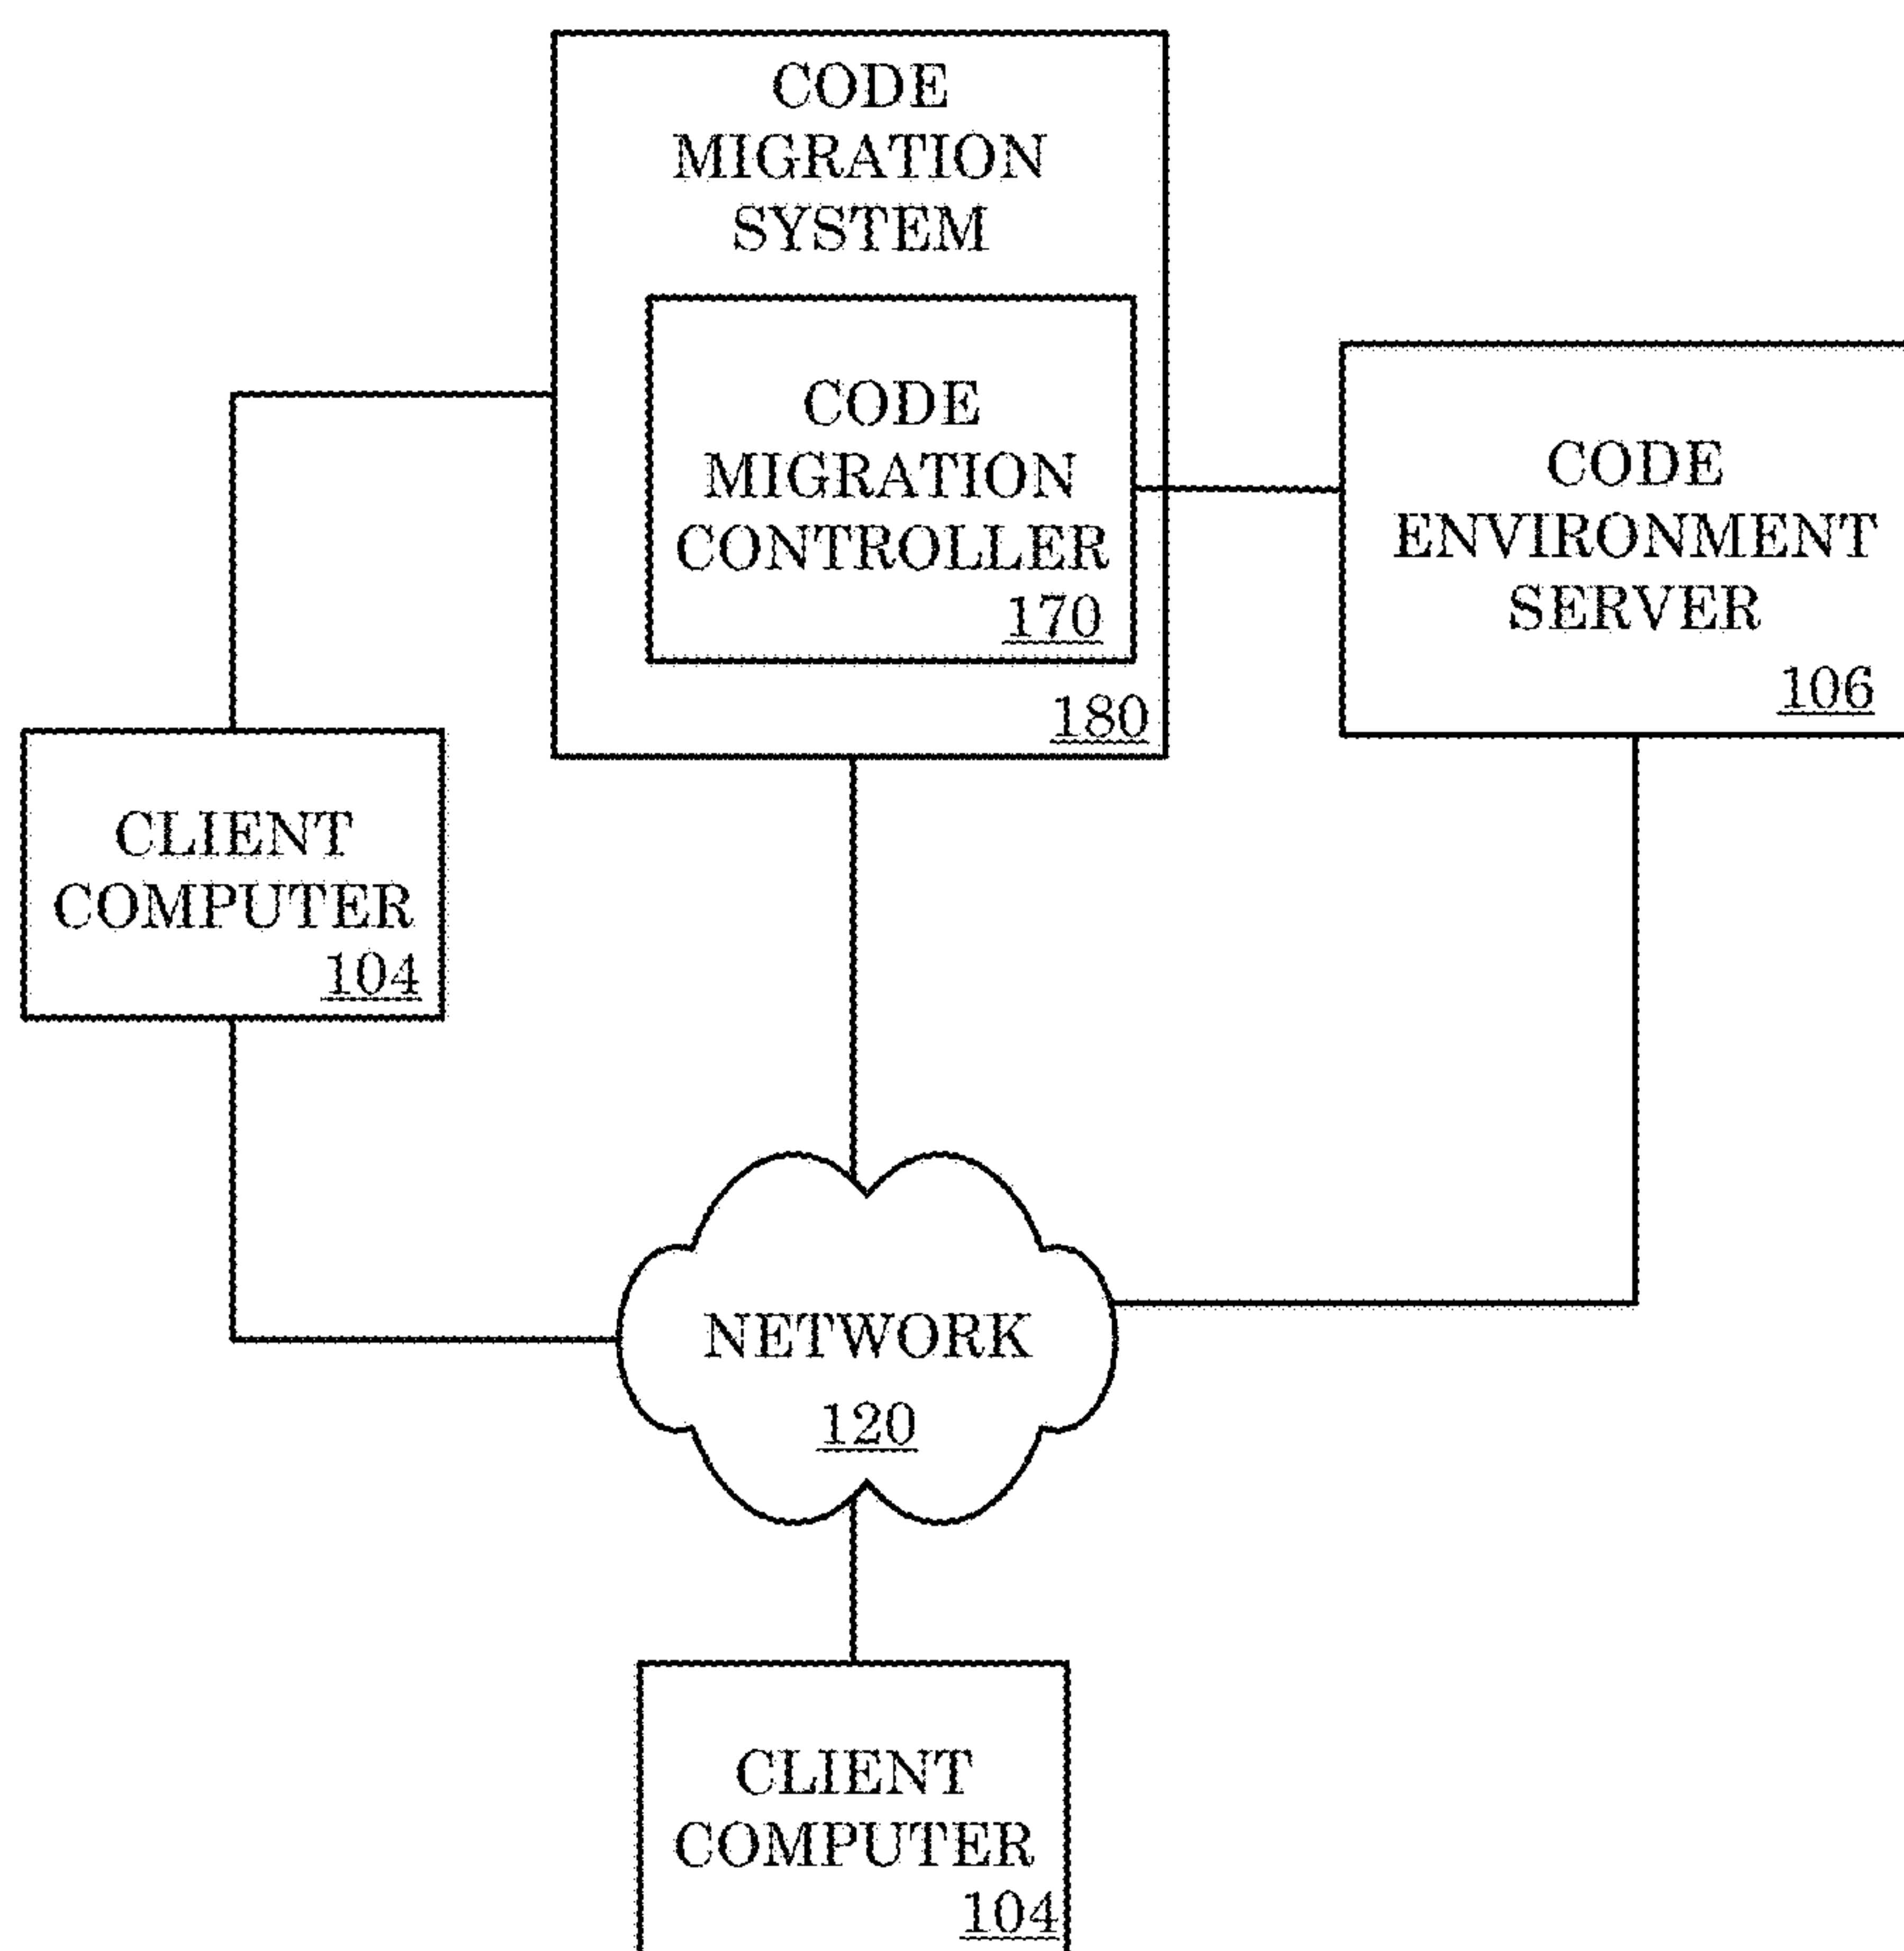 CODE
MIGRATION
SYSTEM
CODE
MIGRATION
CONTROLLER
170
180
CODE
ENVIRONMENT
SERVER
106
CLIENT
COMPUTER
104
NETWORK
120
CLIENT
COMPUTER
104